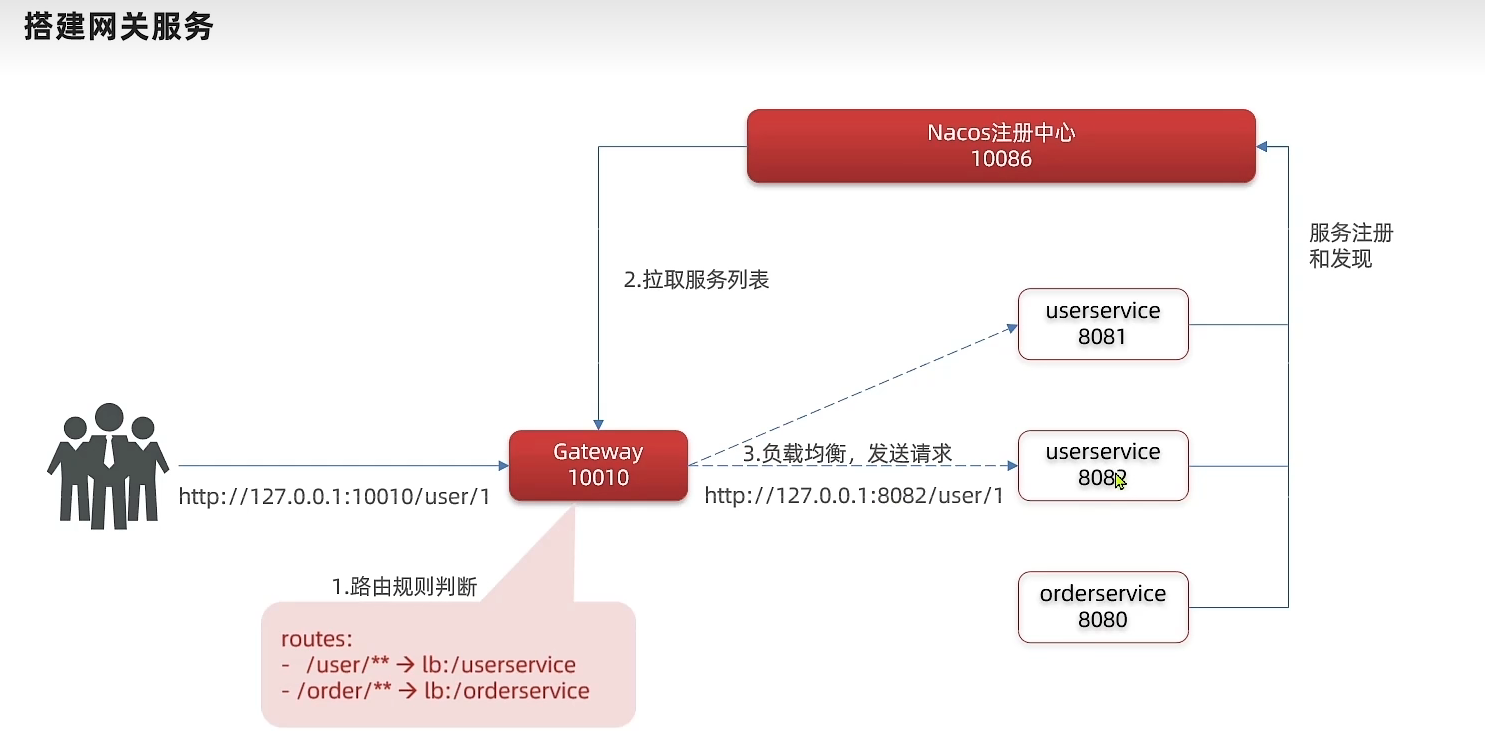 搭建网关服务
Nacos注册中心
10086
服务注册
和发现
2.拉取服务列表
userservice
8081
Gateway
10010
3.负载均衡，发送请求
userservice
8082
http://127.0.0.1:10010/user/1
http://127.0.0.1:8082/user/1
1.路由规则判断
orderservice
8080
routes:
- /user/** → lb:/userservice
- /order/** → lb:/orderservice